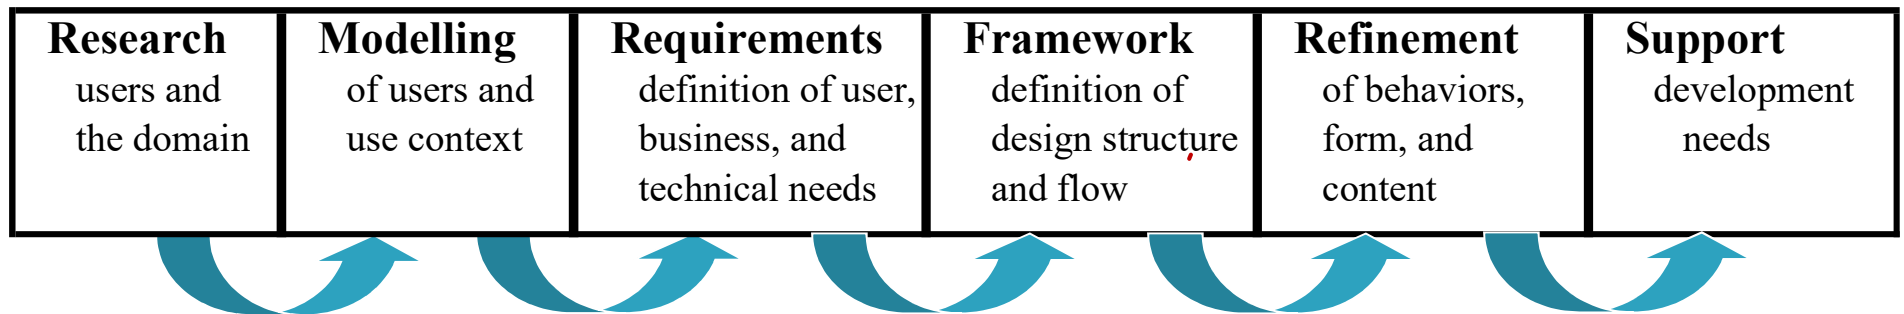 Research
users and
the domain
Modelling
of users and
use context
Requirements
definition of user,
business, and
technical needs
Framework
definition of
design structure
and flow
Refinement
of behaviors,
form, and
content
Support
development
needs